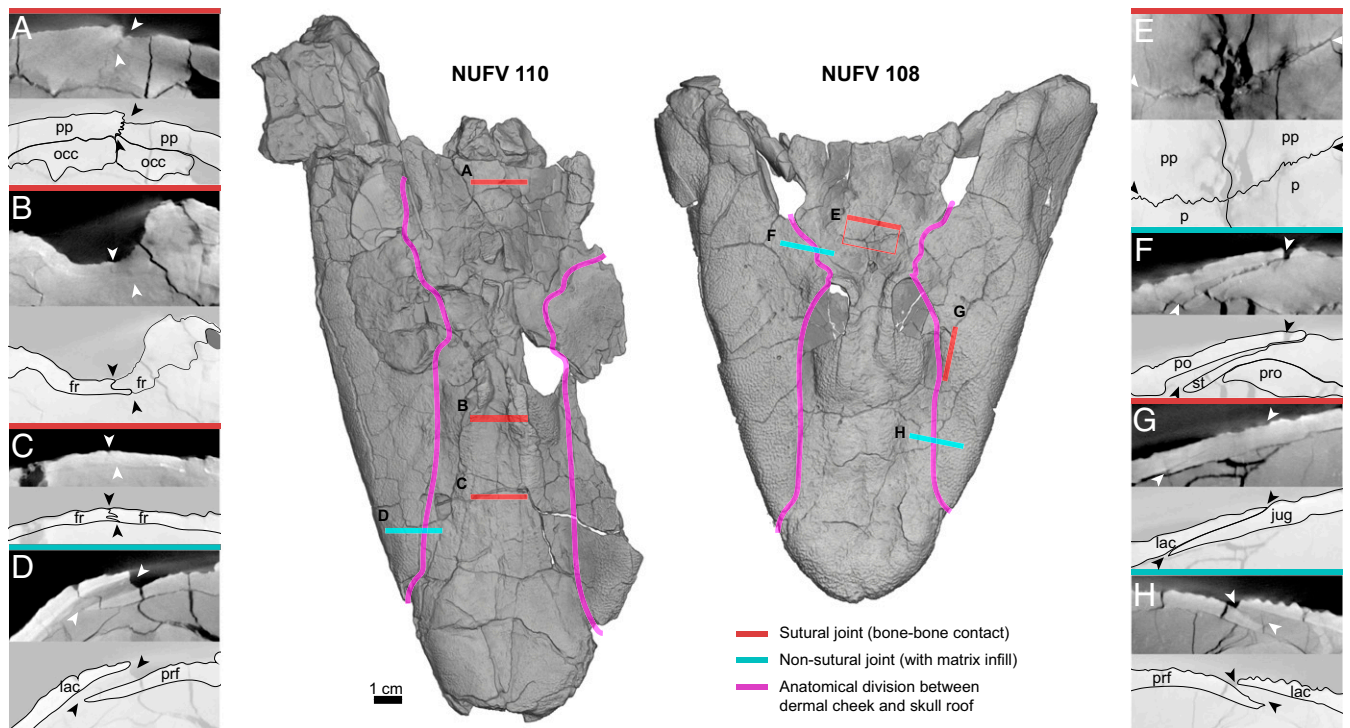 A
pp
pp
occ
occ
B
fr
fr
C
fr
fr
D
lac
prf
NUFV 110
A
B
C
D
1 cm
NUFV 108
E
F
G
H
Sutural joint (bone-bone contact)
Non-sutural joint (with matrix infill)
Anatomical division between
dermal cheek and skull roof
E
pp
pp
p
p
F
po
st
pro
G
jug
lac
H
prf
lac